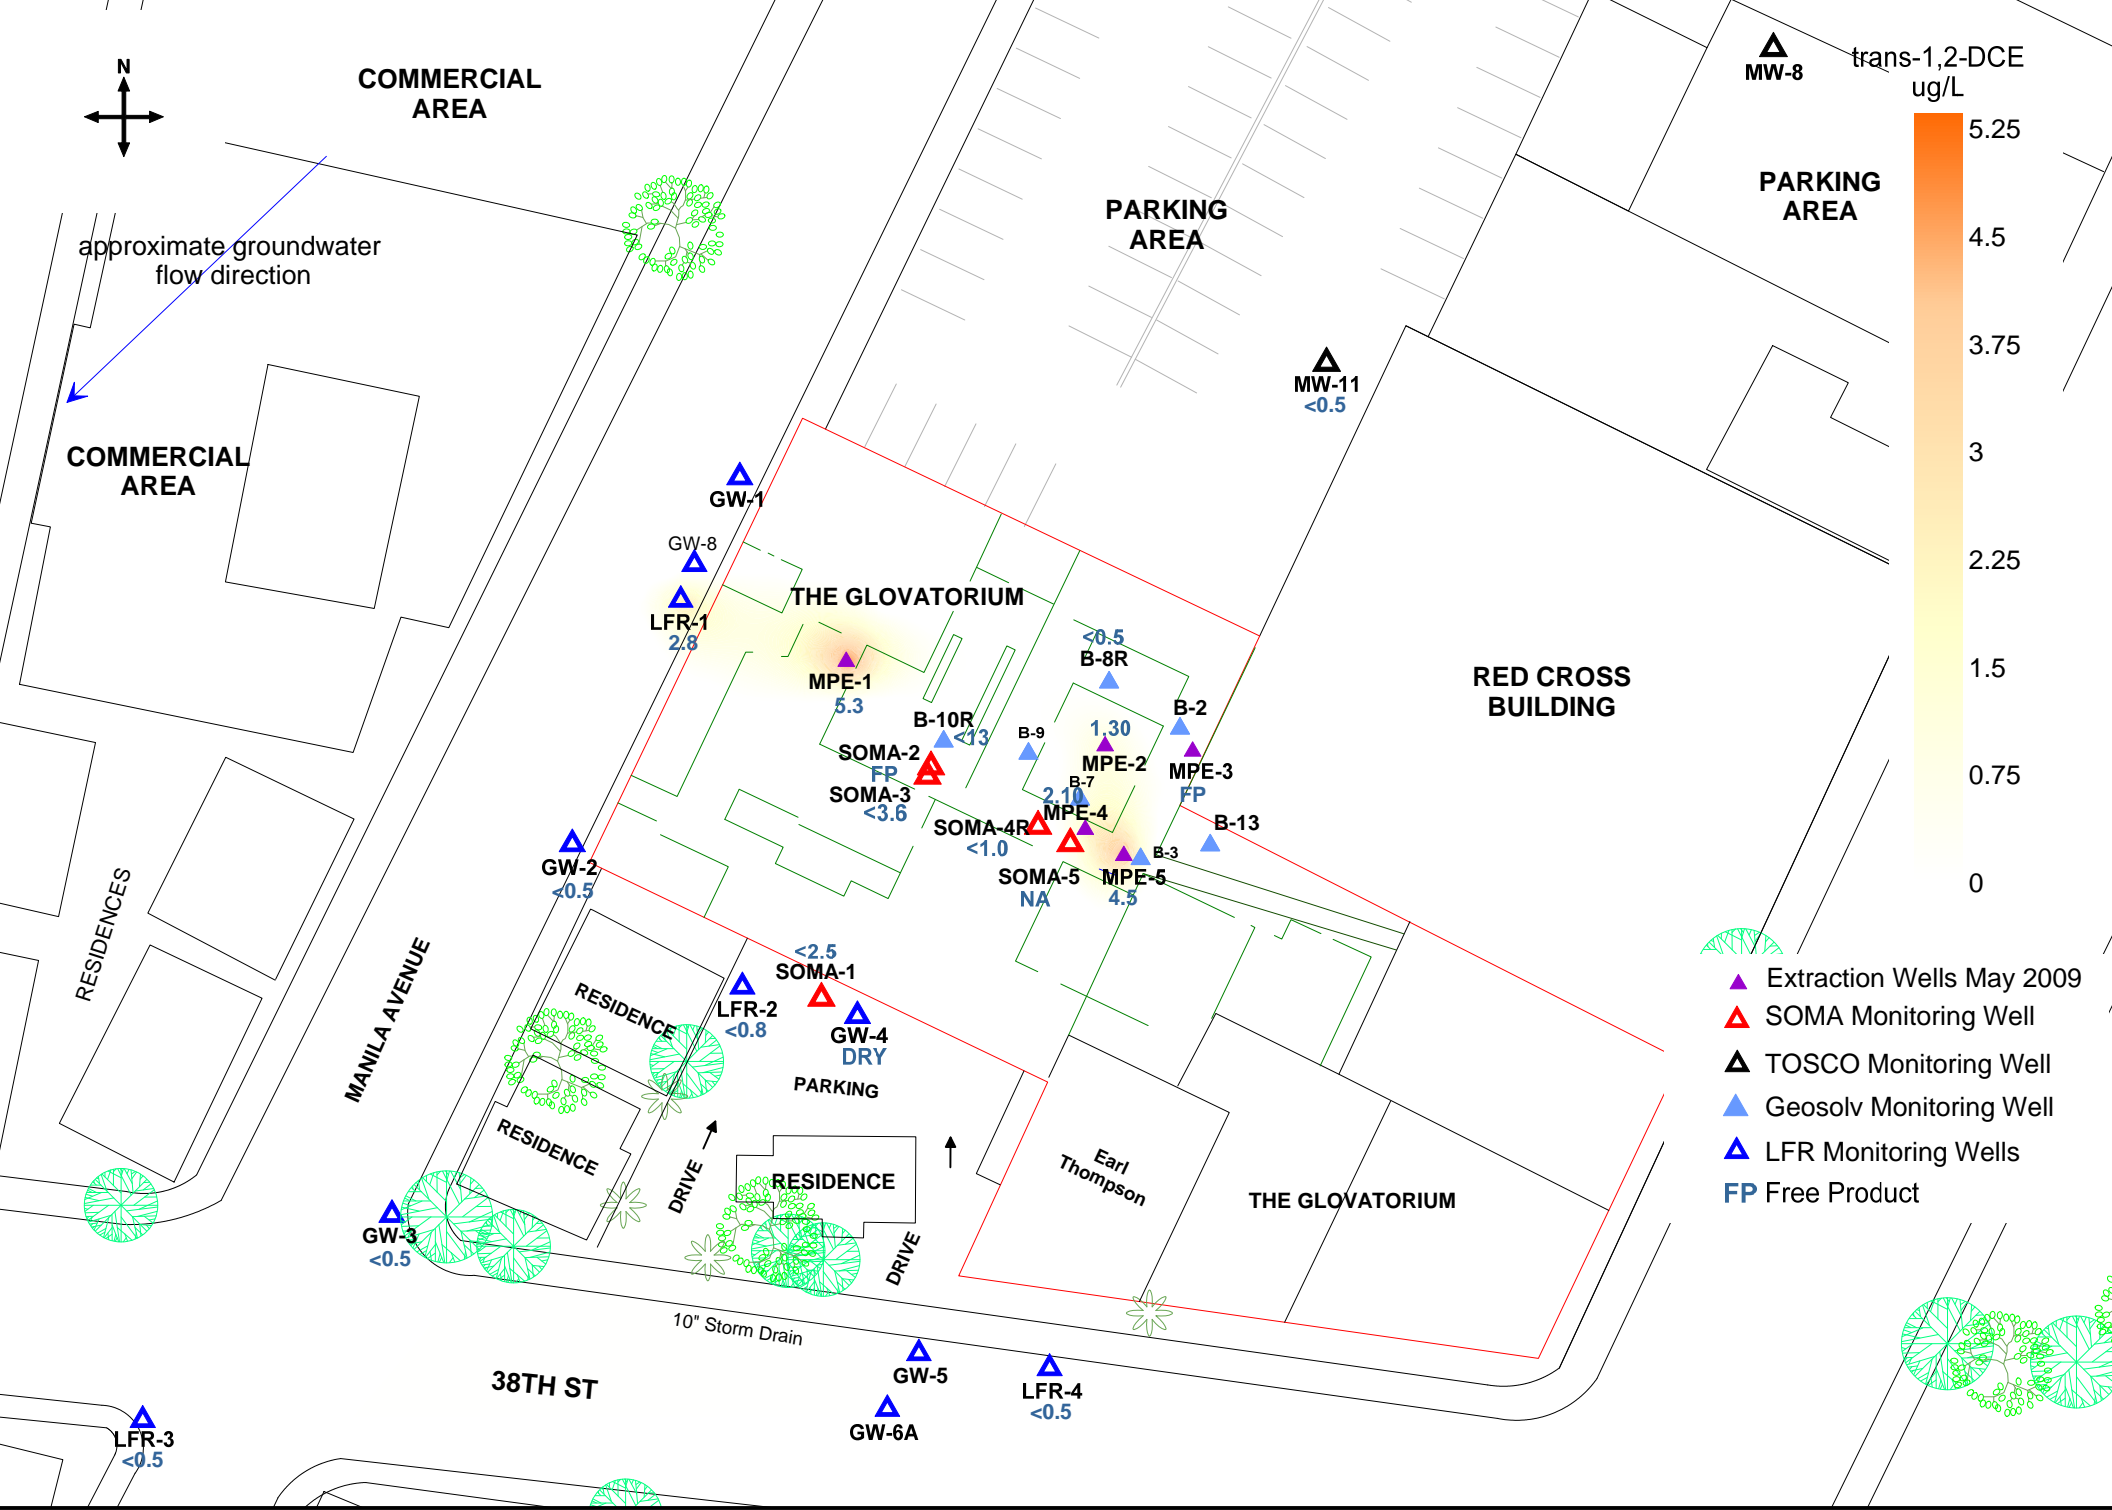 N
COMMERCIAL
AREA
MW-8
trans-1,2-DCE
ug/L
5.25
4.5
3.75
3
2.25
1.5
0.75
0
PARKING
AREA
PARKING
AREA
approximate groundwater
flow direction
MW-11
<0.5
COMMERCIAL
AREA
GW-1
GW-8
LFR-1
2.8
THE GLOVATORIUM
MPE-1
5.3
<0.5
B-8R
RED CROSS
BUILDING
B-2
B-10R
<13
B-9
1.30
MPE-2
MPE-3
FP
SOMA-2
FP
SOMA-3
<3.6
B-7
2.10
MPE-4
SOMA-4R
<1.0
B-13
B-3
SOMA-5
NA
MPE-5
4.5
GW-2
<0.5
RESIDENCES
MANILA AVENUE
<2.5
SOMA-1
RESIDENCE
LFR-2
<0.8
GW-4
DRY
PARKING
Extraction Wells May 2009
SOMA Monitoring Well
TOSCO Monitoring Well
Geosolv Monitoring Well
LFR Monitoring Wells
FP Free Product
RESIDENCE
DRIVE
RESIDENCE
DRIVE
Earl
Thompson
THE GLOVATORIUM
GW-3
<0.5
10" Storm Drain
38TH ST
GW-5
GW-6A
LFR-4
<0.5
LFR-3
<0.5